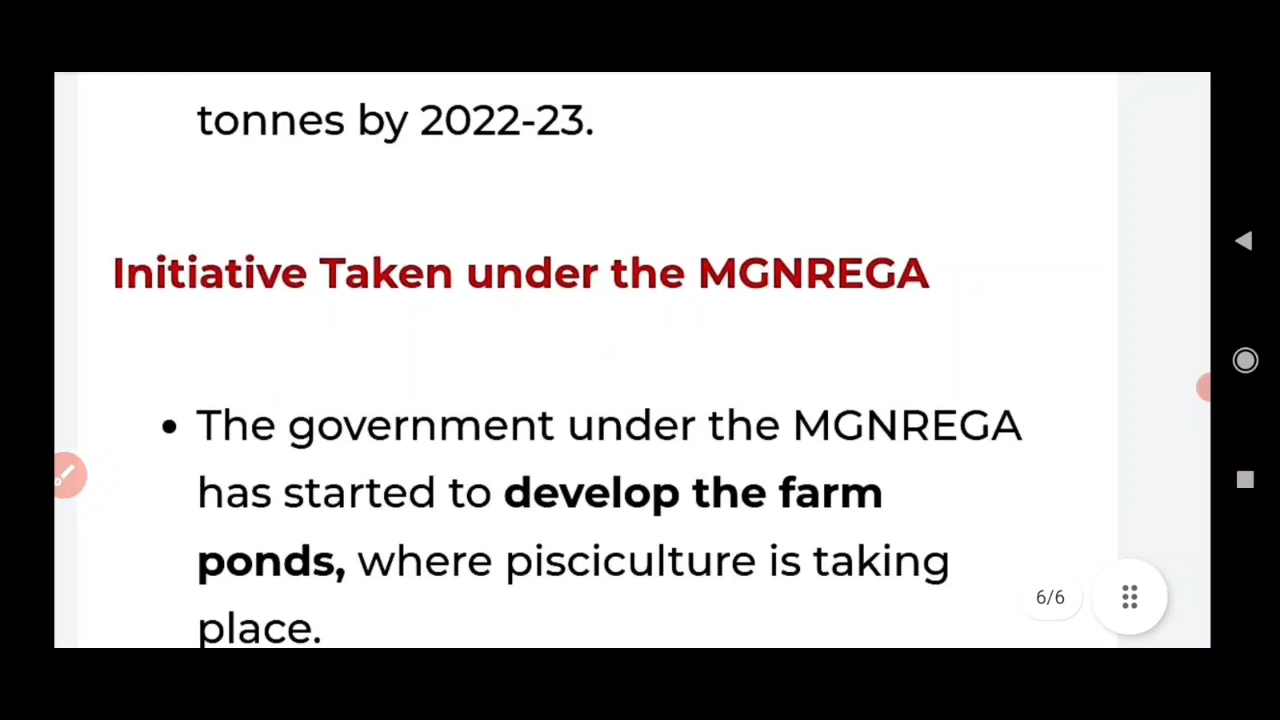 tonnes by 2022-23.
Initiative Taken under the MGNREGA
• The government under the MGNREGA
has started to develop the farm
ponds, where pisciculture is taking
place.
6/6